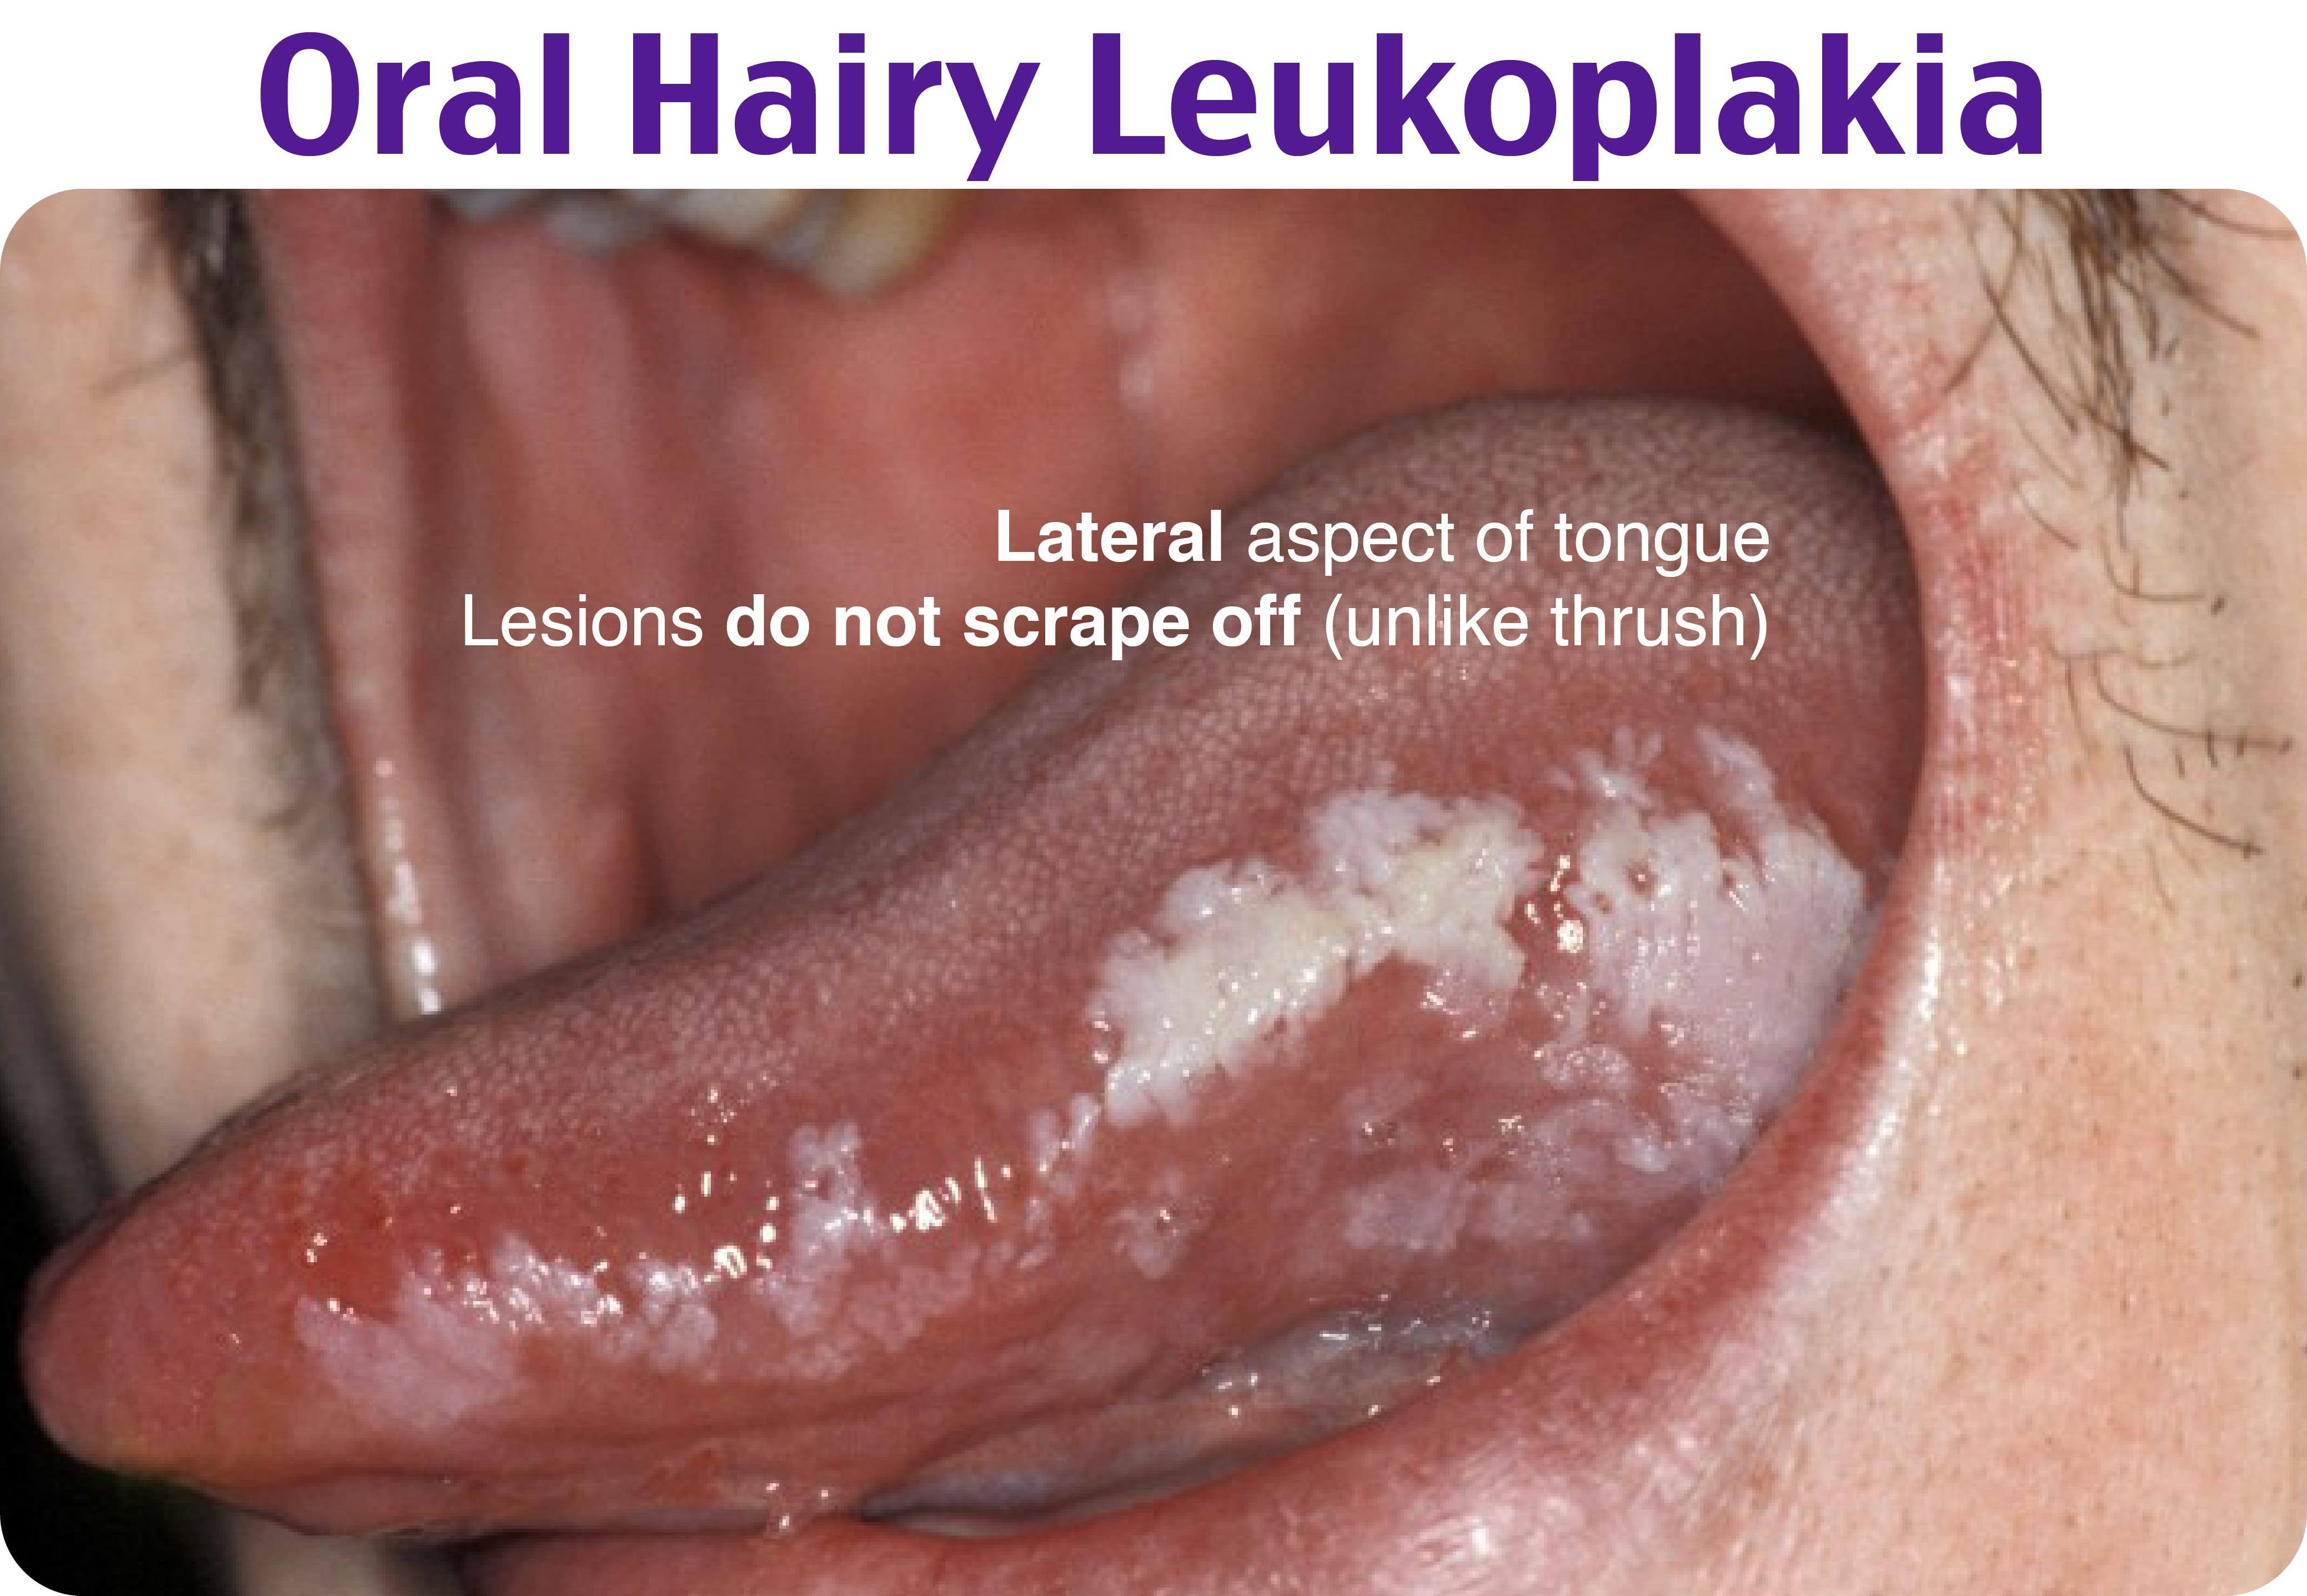 Oral Hairy Leukoplakia
Lateral aspect of tongue
Lesions do not scrape off (unlike thrush)